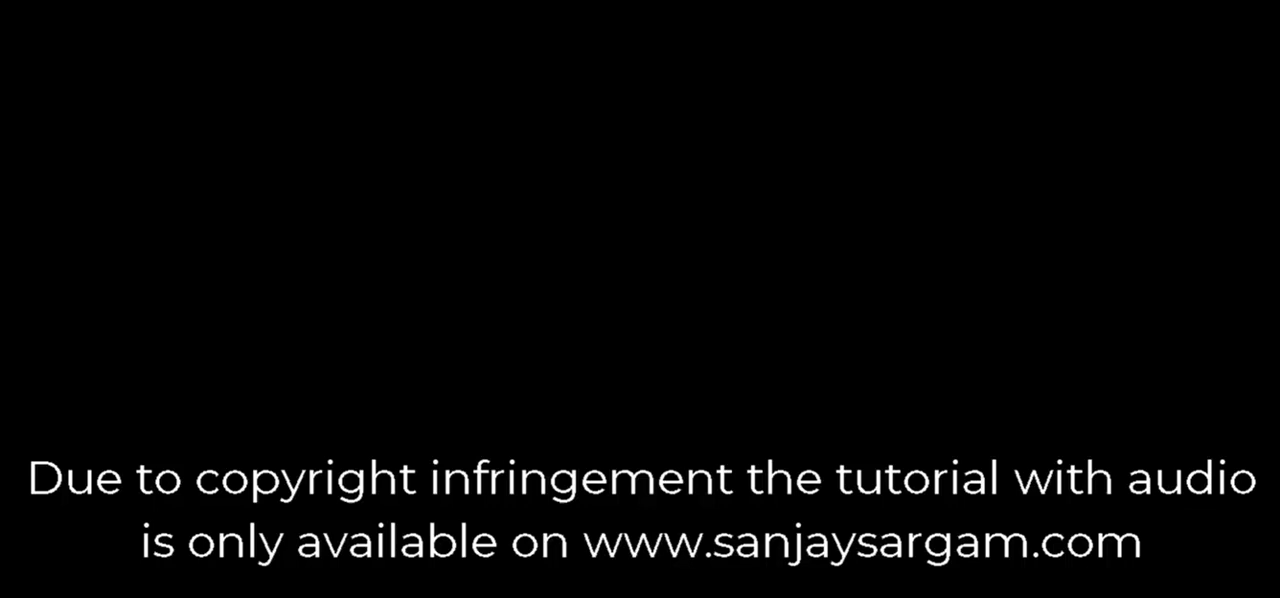 Due to copyright infringement the tutorial with audio
is only available on www.sanjaysargam.com